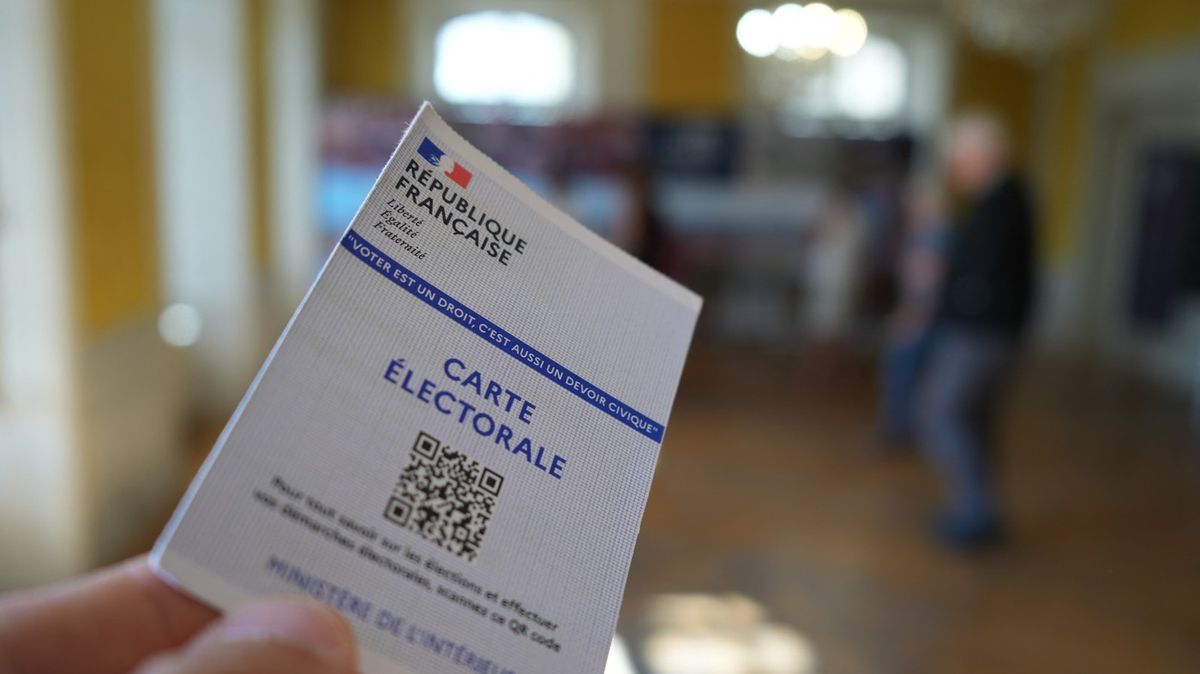 RÉPUBLIQUE
FRANÇAISE
Liberté
Égalité
Fraternité
"VOTER EST UN DROIT, C'EST AUSSI UN DEVOIR CIVIQUE"
CARTE
ÉLECTORALE
Pour tout savoir sur les élections et effectuer
vos démarches électorales, scannez ce QR code
MINISTÈRE DE L'INTÉRIEUR